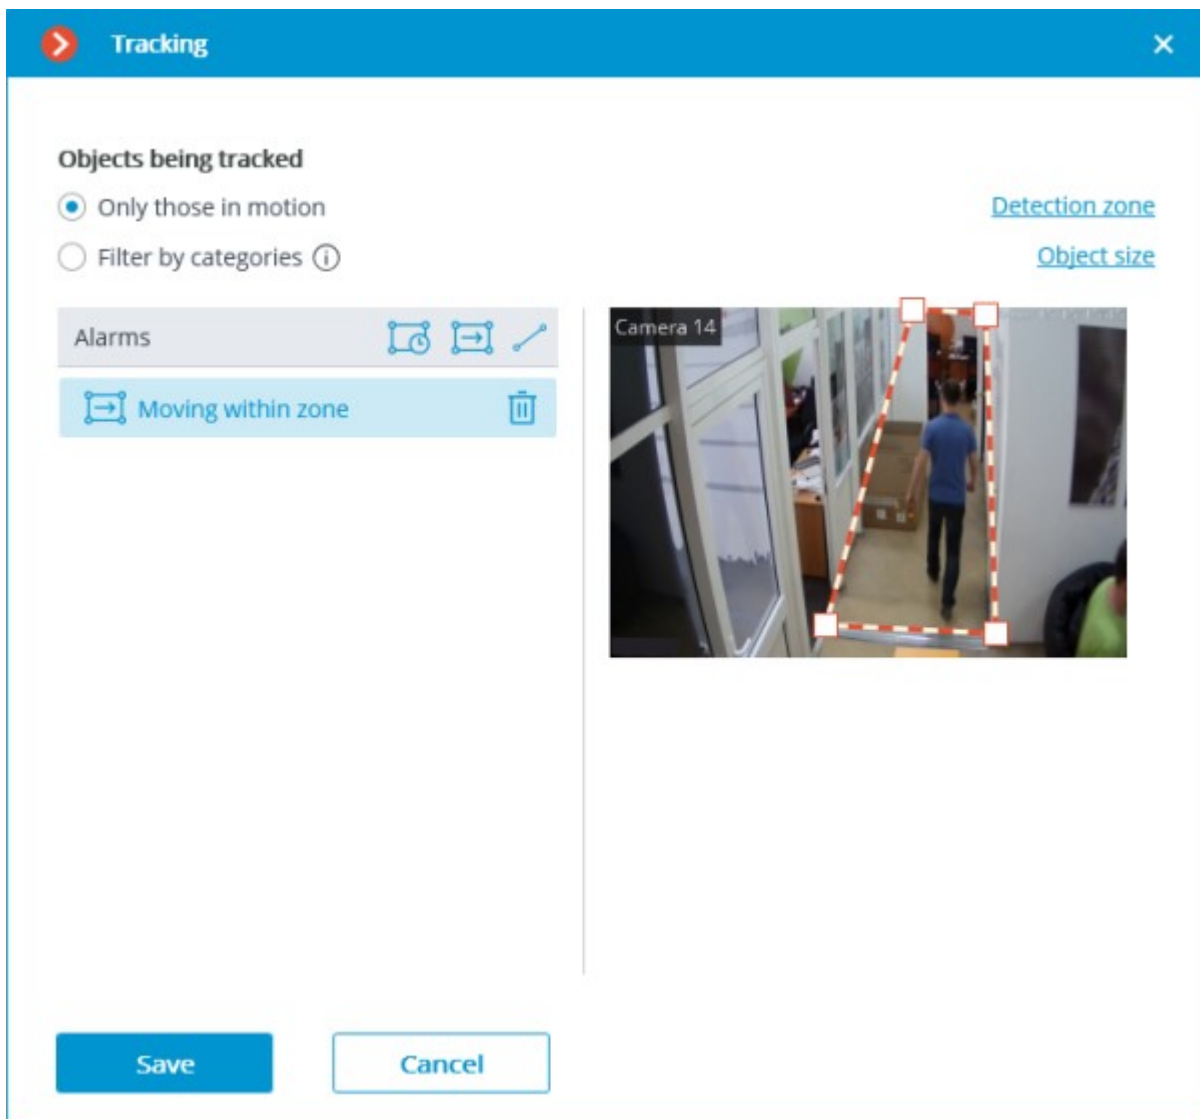 Tracking
Objects being tracked
Only those in motion
Detection zone
Filter by categories
Object size
Alarms
Camera 14
Moving within zone
Save
Cancel